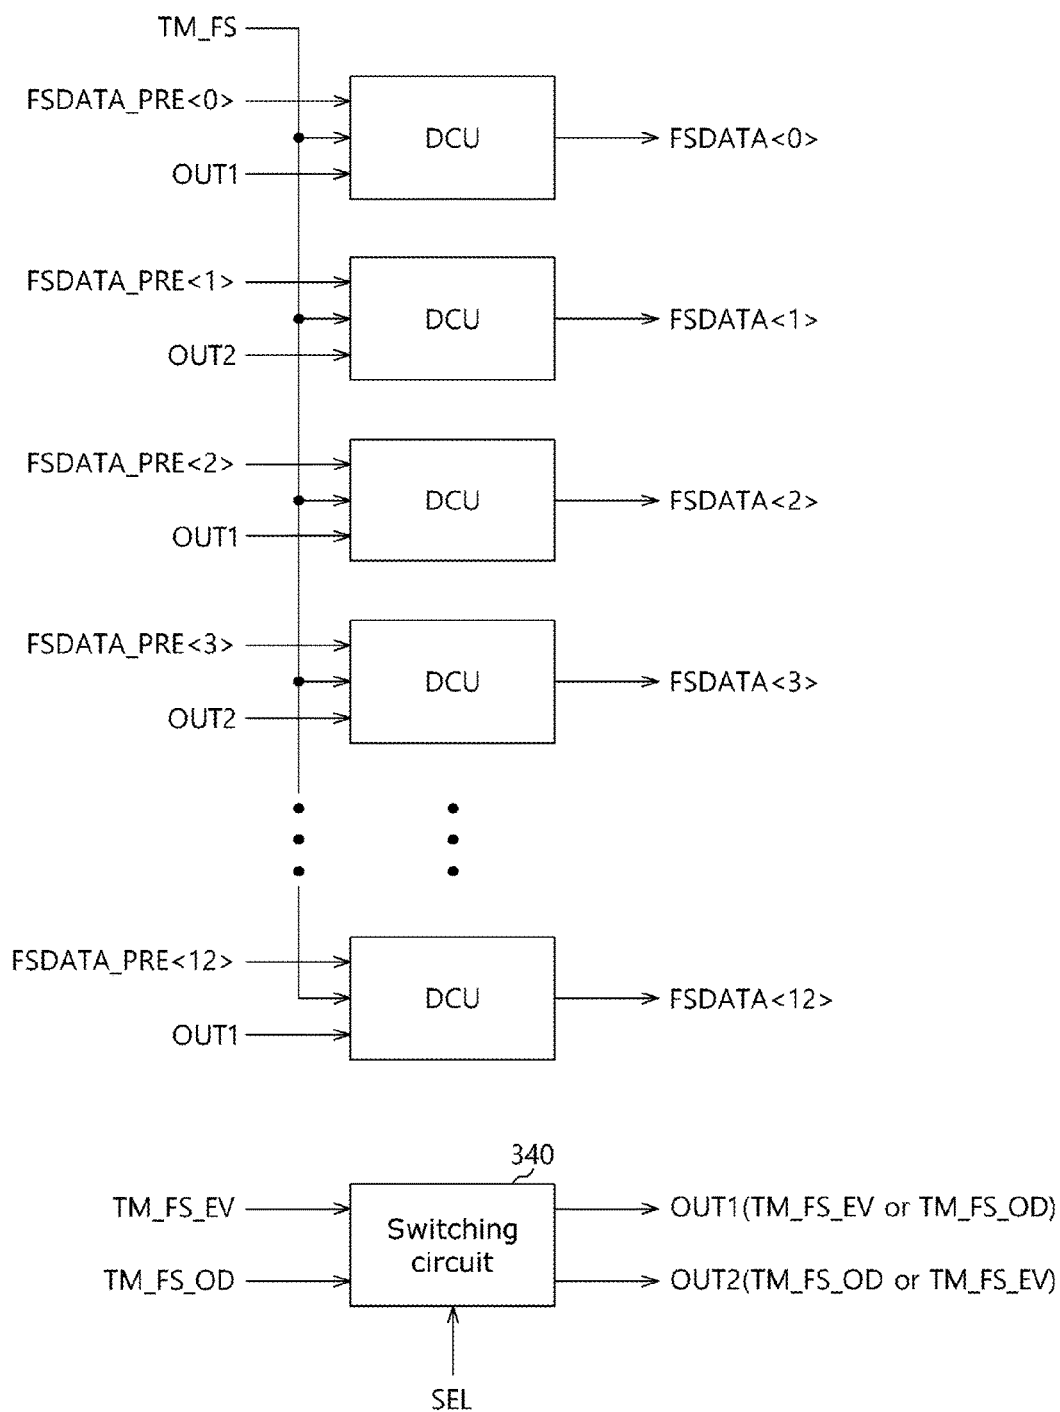 TM_FS
FSDATA_PRE<0>
DCU
FSDATA<0>
OUT1
FSDATA_PRE<1>
DCU
FSDATA<1>
OUT2
FSDATA_PRE<2>
DCU
FSDATA<2>
OUT1
FSDATA_PRE<3>
DCU
FSDATA<3>
OUT2
FSDATA_PRE<12>
DCU
FSDATA<12>
OUT1
340
TM_FS_EV
Switching
circuit
OUT1(TM_FS_EV or TM_FS_OD)
TM_FS_OD
OUT2(TM_FS_OD or TM_FS_EV)
SEL